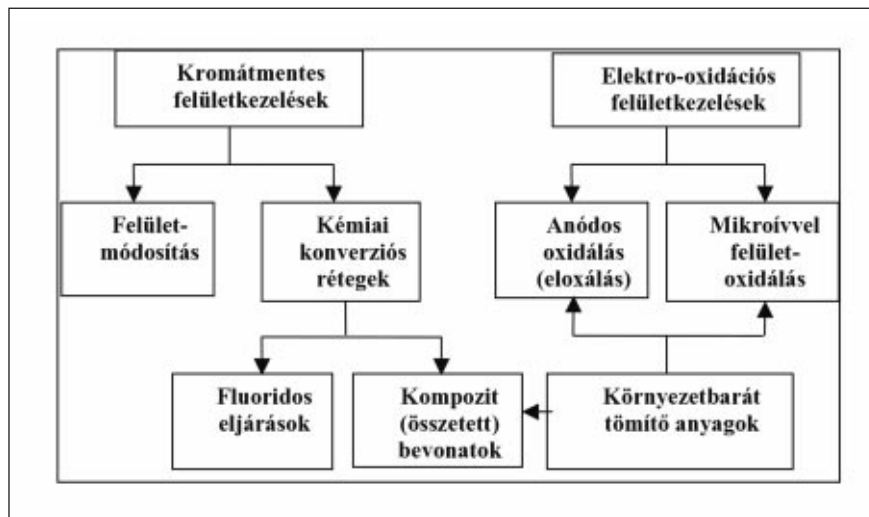 Kromátmentes
felületkezelések
Elektro-oxidációs
felületkezelések
Felület-
módosítás
Kémiai
konverziós
rétegek
Anódos
oxidálás
(eloxálás)
Mikroívvel
felület-
oxidálás
Fluoridos
eljárások
Kompozit
(összetett)
bevonatok
Környezetbarát
tömítő anyagok